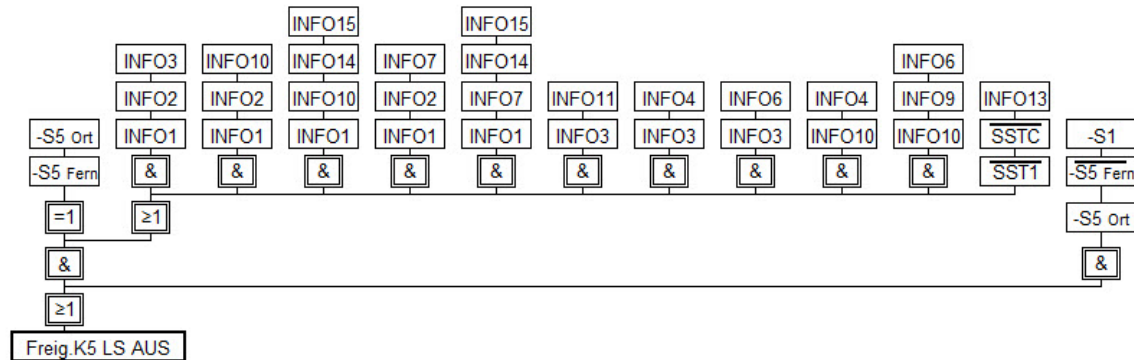 INFO15 INFO15
INFO3 INFO10 INFO14 INFO7 INFO14 INFO6
INFO2 INFO2 INFO10 INFO2 INFO7 INFO11 INFO4 INFO6 INFO4 INFO9 INFO13
-S5 Ort INFO1 INFO1 INFO1 INFO1 INFO1 INFO3 INFO3 INFO3 INFO10 INFO10 SSTC -S1
-S5 Fern & & & & & & & & & & SST1 -S5 Fern
=1 ≥1 -S5 Ort
& &
≥1
Freig.K5 LS AUS